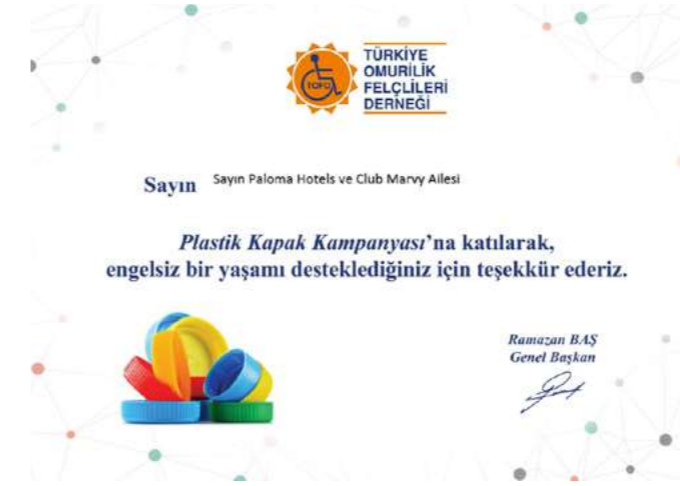 TOFD
TÜRKİYE
OMURİLİK
FELÇLİLERİ
DERNEĞİ
Sayın Sayın Paloma Hotels ve Club Marvy Ailesi
Plastik Kapak Kampanyası'na katılarak,
engelsiz bir yaşamı desteklediğiniz için teşekkür ederiz.
Ramazan BAŞ
Genel Başkan